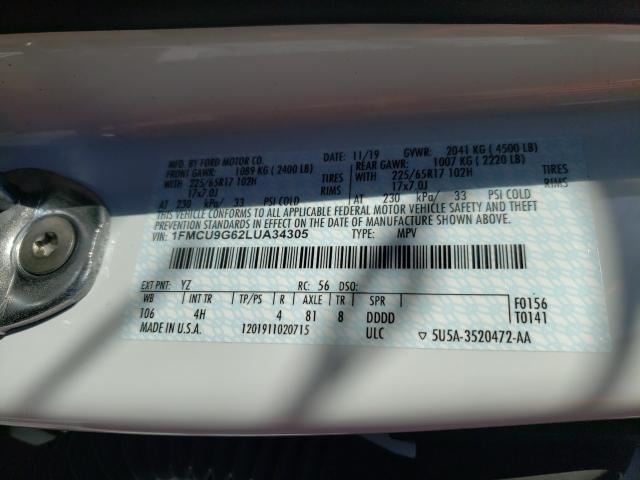 MFD. BY FORD MOTOR CO. DATE: 11/19 GVWR: 2041 KG ( 4500 LB)
FRONT GAWR: 1089 KG ( 2400 LB) REAR GAWR: 1007 KG ( 2220 LB)
WITH 225/65R17 102H TIRES WITH 225/65R17 102H TIRES
17x7.0J RIMS 17x7.0J RIMS
AT 230 kPa/ 33 PSI COLD AT 230 kPa/ 33 PSI COLD
THIS VEHICLE CONFORMS TO ALL APPLICABLE FEDERAL MOTOR VEHICLE SAFETY AND THEFT
PREVENTION STANDARDS IN EFFECT ON THE DATE OF MANUFACTURE SHOWN ABOVE.
VIN: 1FMCU9G62LUA34305 TYPE: MPV
EXT PNT: YZ RC: 56 DSO:
WB INT TR TP/PS R AXLE TR SPR F0156
106 4H 4 81 8 DDDD T0141
MADE IN U.S.A. 1201911020715 ULC 5U5A-3520472-AA